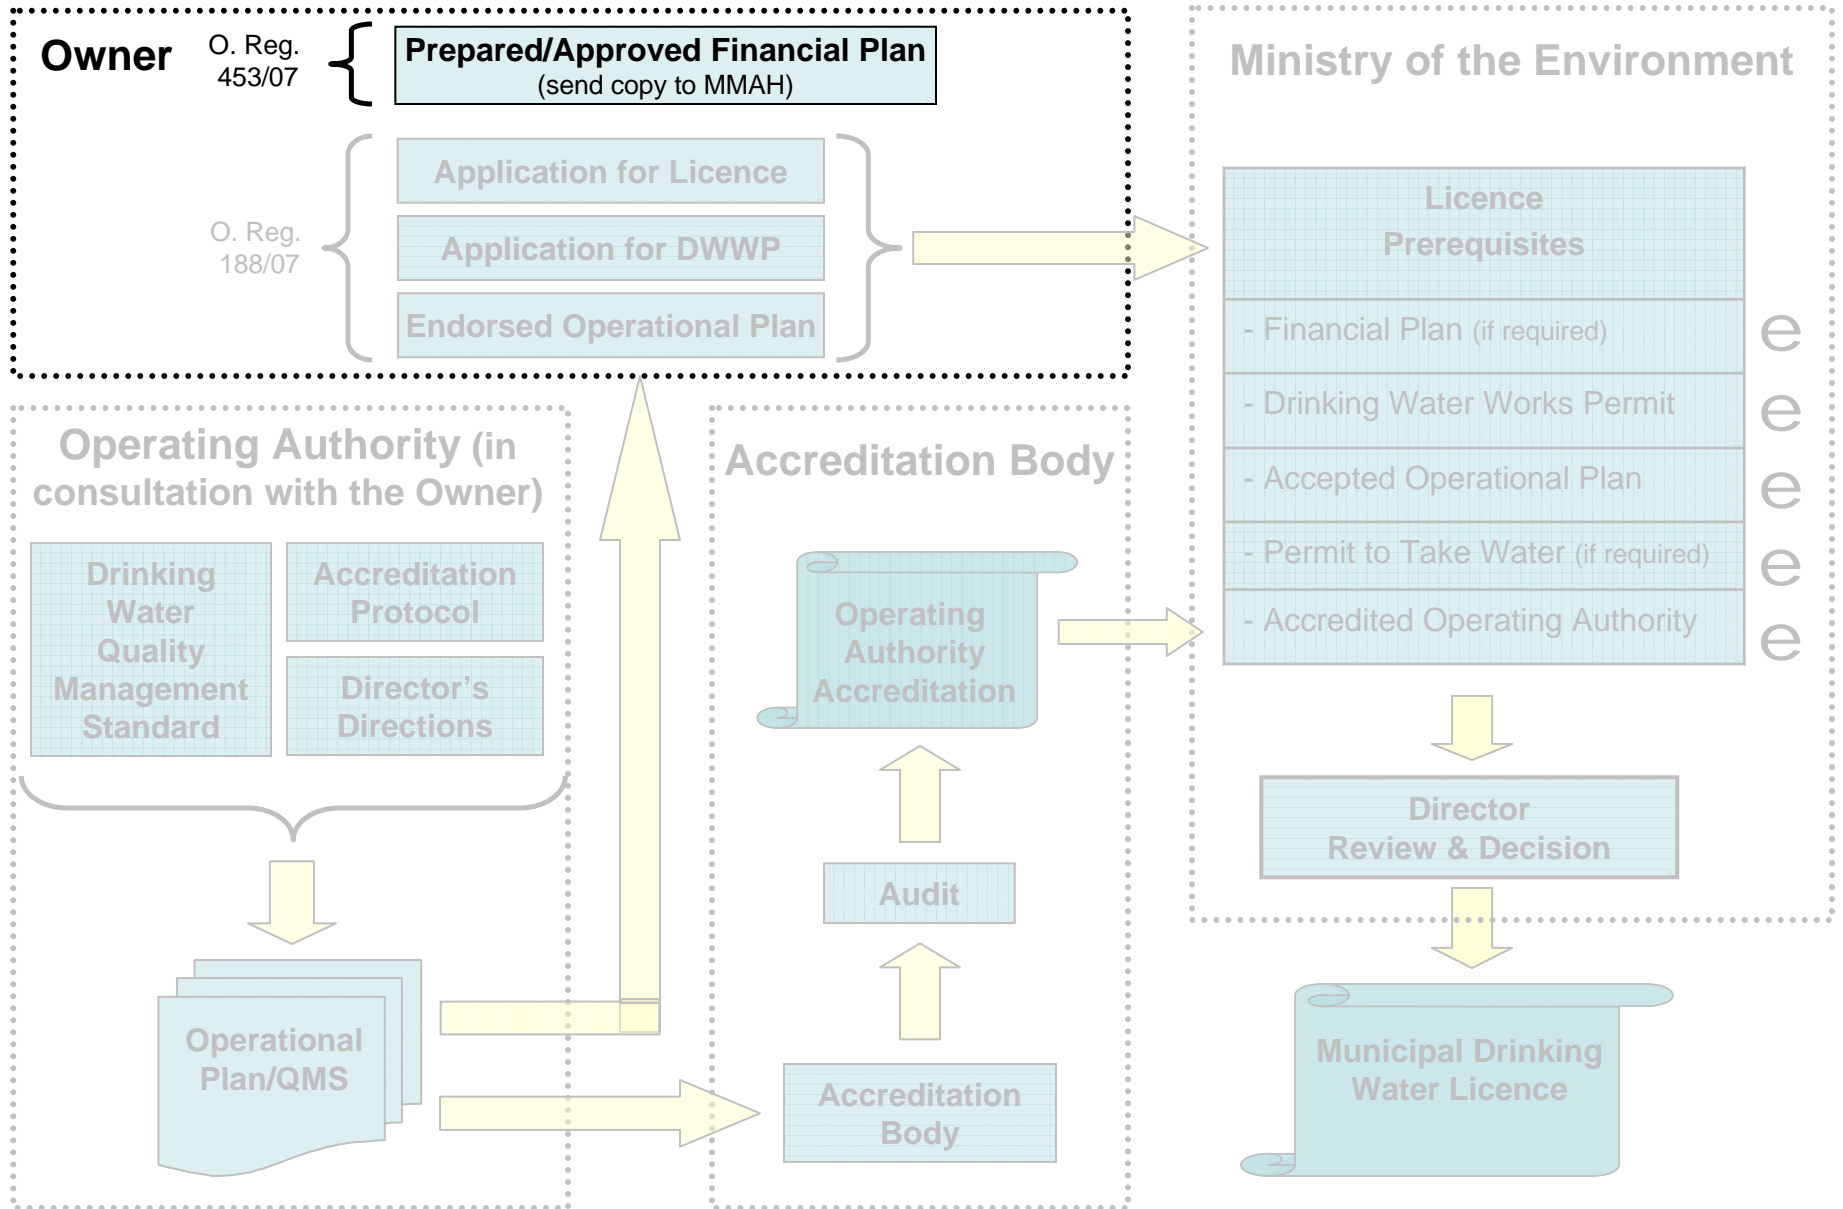 Owner
O. Reg.
453/07
Prepared/Approved Financial Plan
(send copy to MMAH)
O. Reg.
188/07
Application for Licence
Application for DWWP
Endorsed Operational Plan
Operating Authority (in
consultation with the Owner)
Drinking
Water
Quality
Management
Standard
Accreditation
Protocol
Director's
Directions
Operational
Plan/QMS
Accreditation Body
Operating
Authority
Accreditation
Audit
Accreditation
Body
Ministry of the Environment
Licence
Prerequisites
- Financial Plan (if required)
e
- Drinking Water Works Permit
e
- Accepted Operational Plan
e
- Permit to Take Water (if required)
e
- Accredited Operating Authority
e
Director
Review & Decision
Municipal Drinking
Water Licence